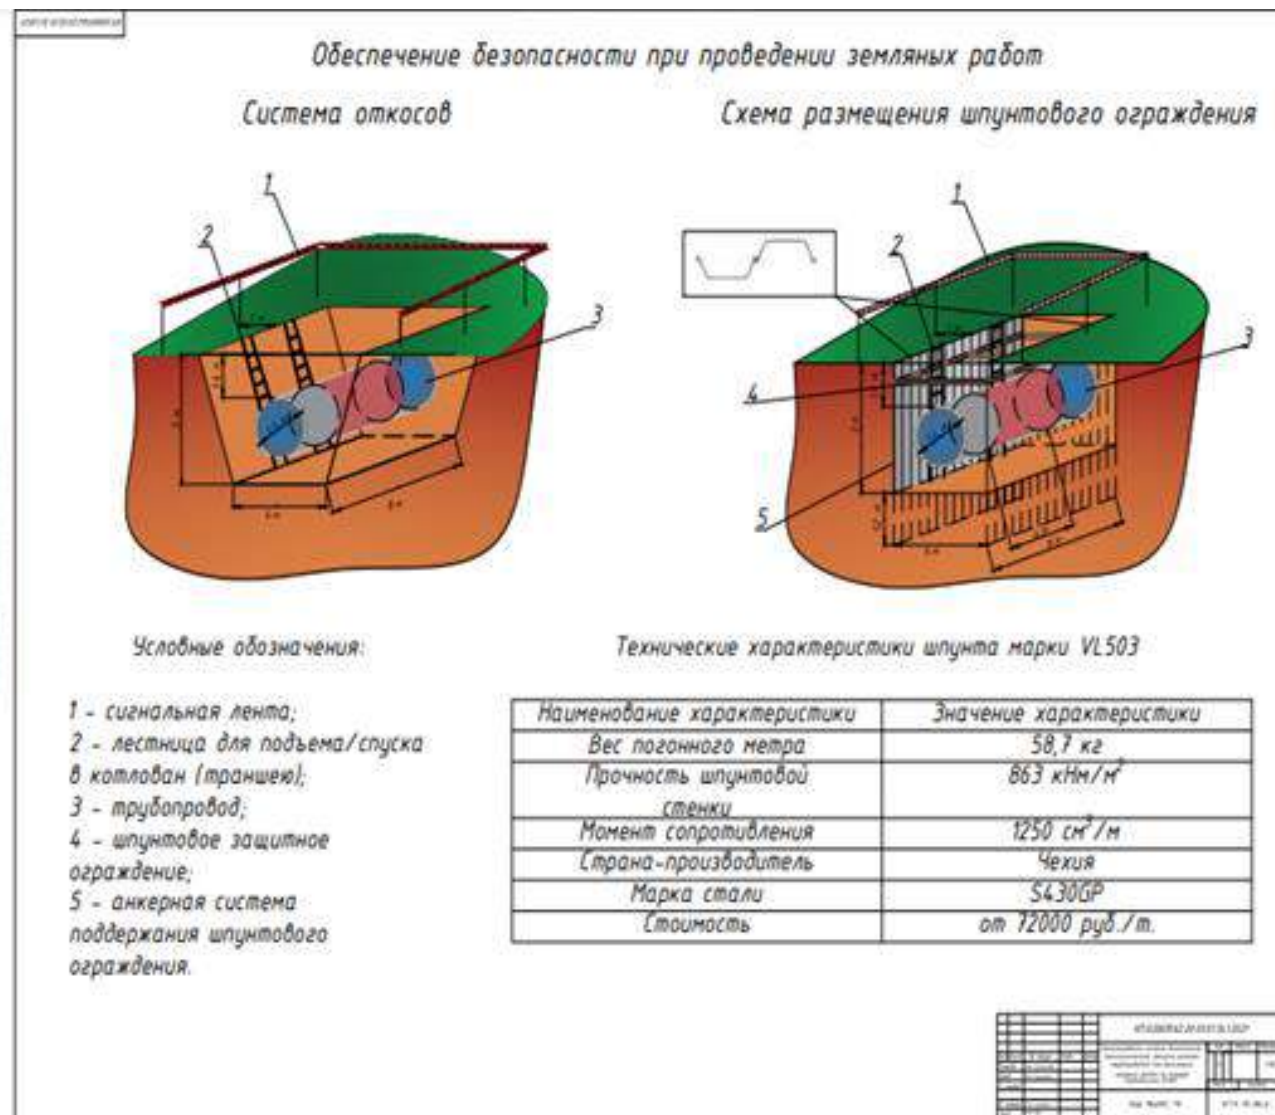 Обеспечение безопасности при проведении земляных работ
Система откосов
Схема размещения шпунтового ограждения
1
2
3
1
2
3
4
5
Условные обозначения:
1 - сигнальная лента;
2 - лестница для подъема/спуска
в котлован (траншею);
3 - трубопровод;
4 - шпунтовое защитное
ограждение;
5 - анкерная система
поддержания шпунтового
ограждения.
Технические характеристики шпунта марки VL503
Наименование характеристики Значение характеристики
Вес погонного метра 58,7 кг
Прочность шпунтовой 863 кНм/м²
стенки
Момент сопротивления 1250 см³/м
Страна-производитель Чехия
Марка стали S430GP
Стоимость от 72000 руб./т.